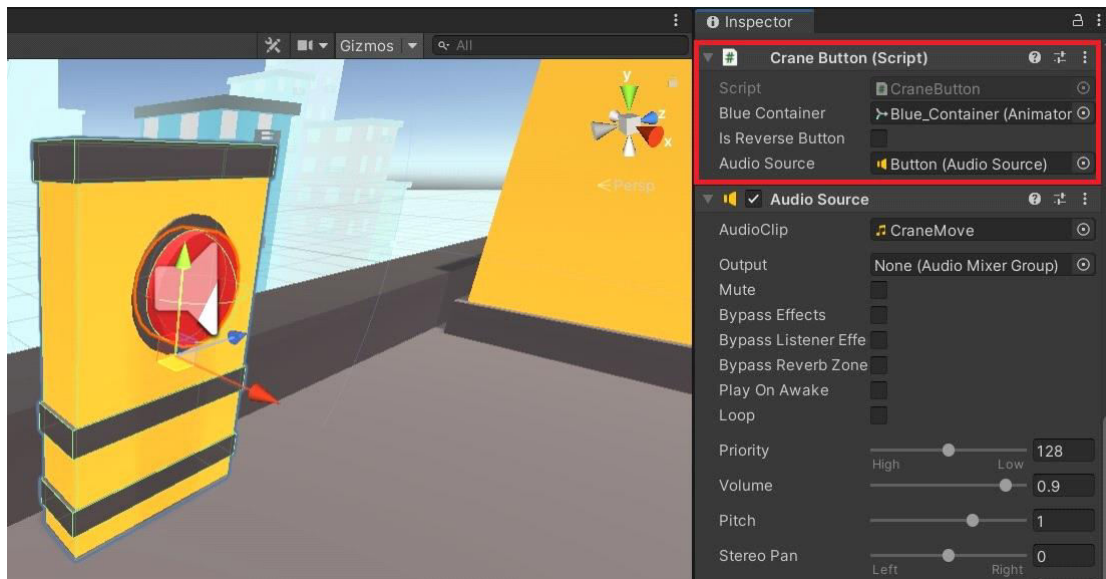 Gizmos
All
y
z
x
<Persp
Inspector
# Crane Button (Script)
Script CraneButton
Blue Container Blue_Container (Animator
Is Reverse Button
Audio Source Button (Audio Source)
Audio Source
AudioClip CraneMove
Output None (Audio Mixer Group)
Mute
Bypass Effects
Bypass Listener Effe
Bypass Reverb Zone
Play On Awake
Loop
Priority 128
High Low
Volume 0.9
Pitch 1
Stereo Pan 0
Left Right